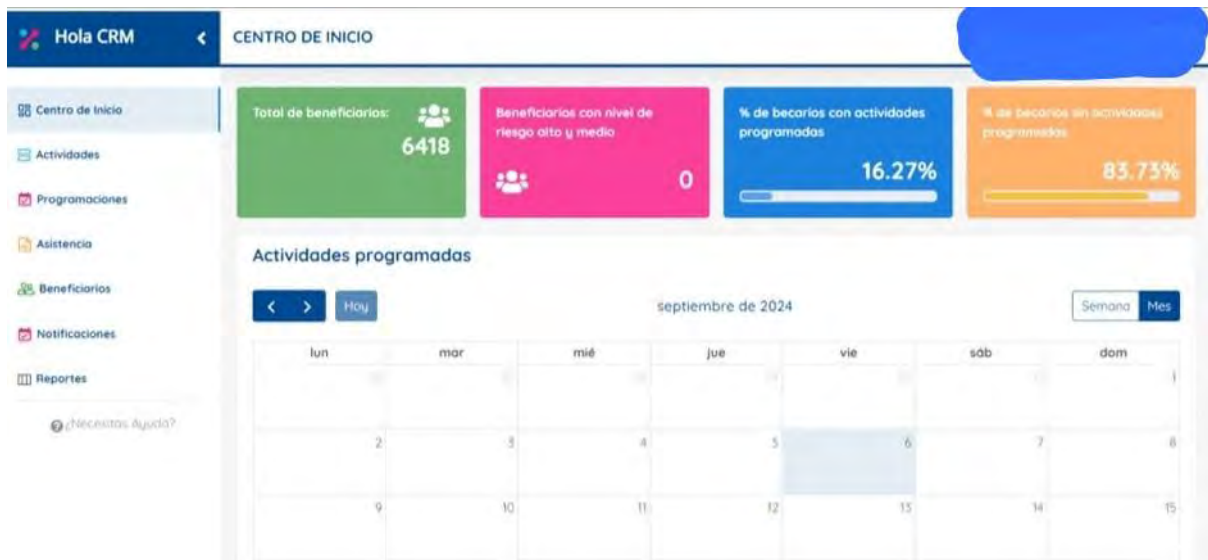 Hola CRM
CENTRO DE INICIO
Centro de Inicio
Actividades
Programaciones
Asistencia
Beneficiarios
Notificaciones
Reportes
¿Necesitas Ayuda?
Total de beneficiarios:
6418
Beneficiarios con nivel de
riesgo alto y medio
0
% de becarios con actividades
programadas
16.27%
% de becarios sin actividades
programadas
83.73%
Actividades programadas
Hoy
septiembre de 2024
Semana Mes
lun mar mié jue vie sáb dom
1
2 3 4 5 6 7 8
9 10 11 12 13 14 15